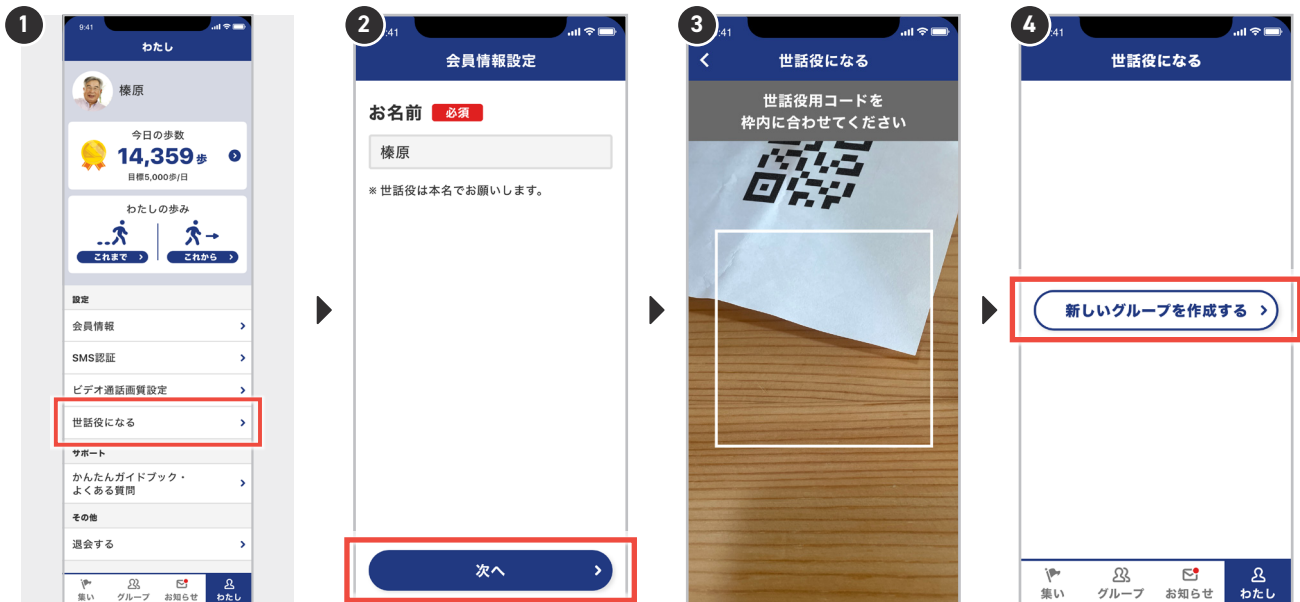 1
9:41
わたし
榛原
今日の歩数
14,359歩
目標5,000歩/日
わたしの歩み
これまで
これから
設定
会員情報
SMS認証
ビデオ通話画質設定
世話役になる
サポート
かんたんガイドブック・
よくある質問
その他
退会する
集い グループ お知らせ わたし
2
:41
会員情報設定
お名前 必須
榛原
※ 世話役は本名でお願いします。
次へ
3
:41
世話役になる
世話役用コードを
枠内に合わせてください
4
:41
世話役になる
新しいグループを作成する
集い グループ お知らせ わたし